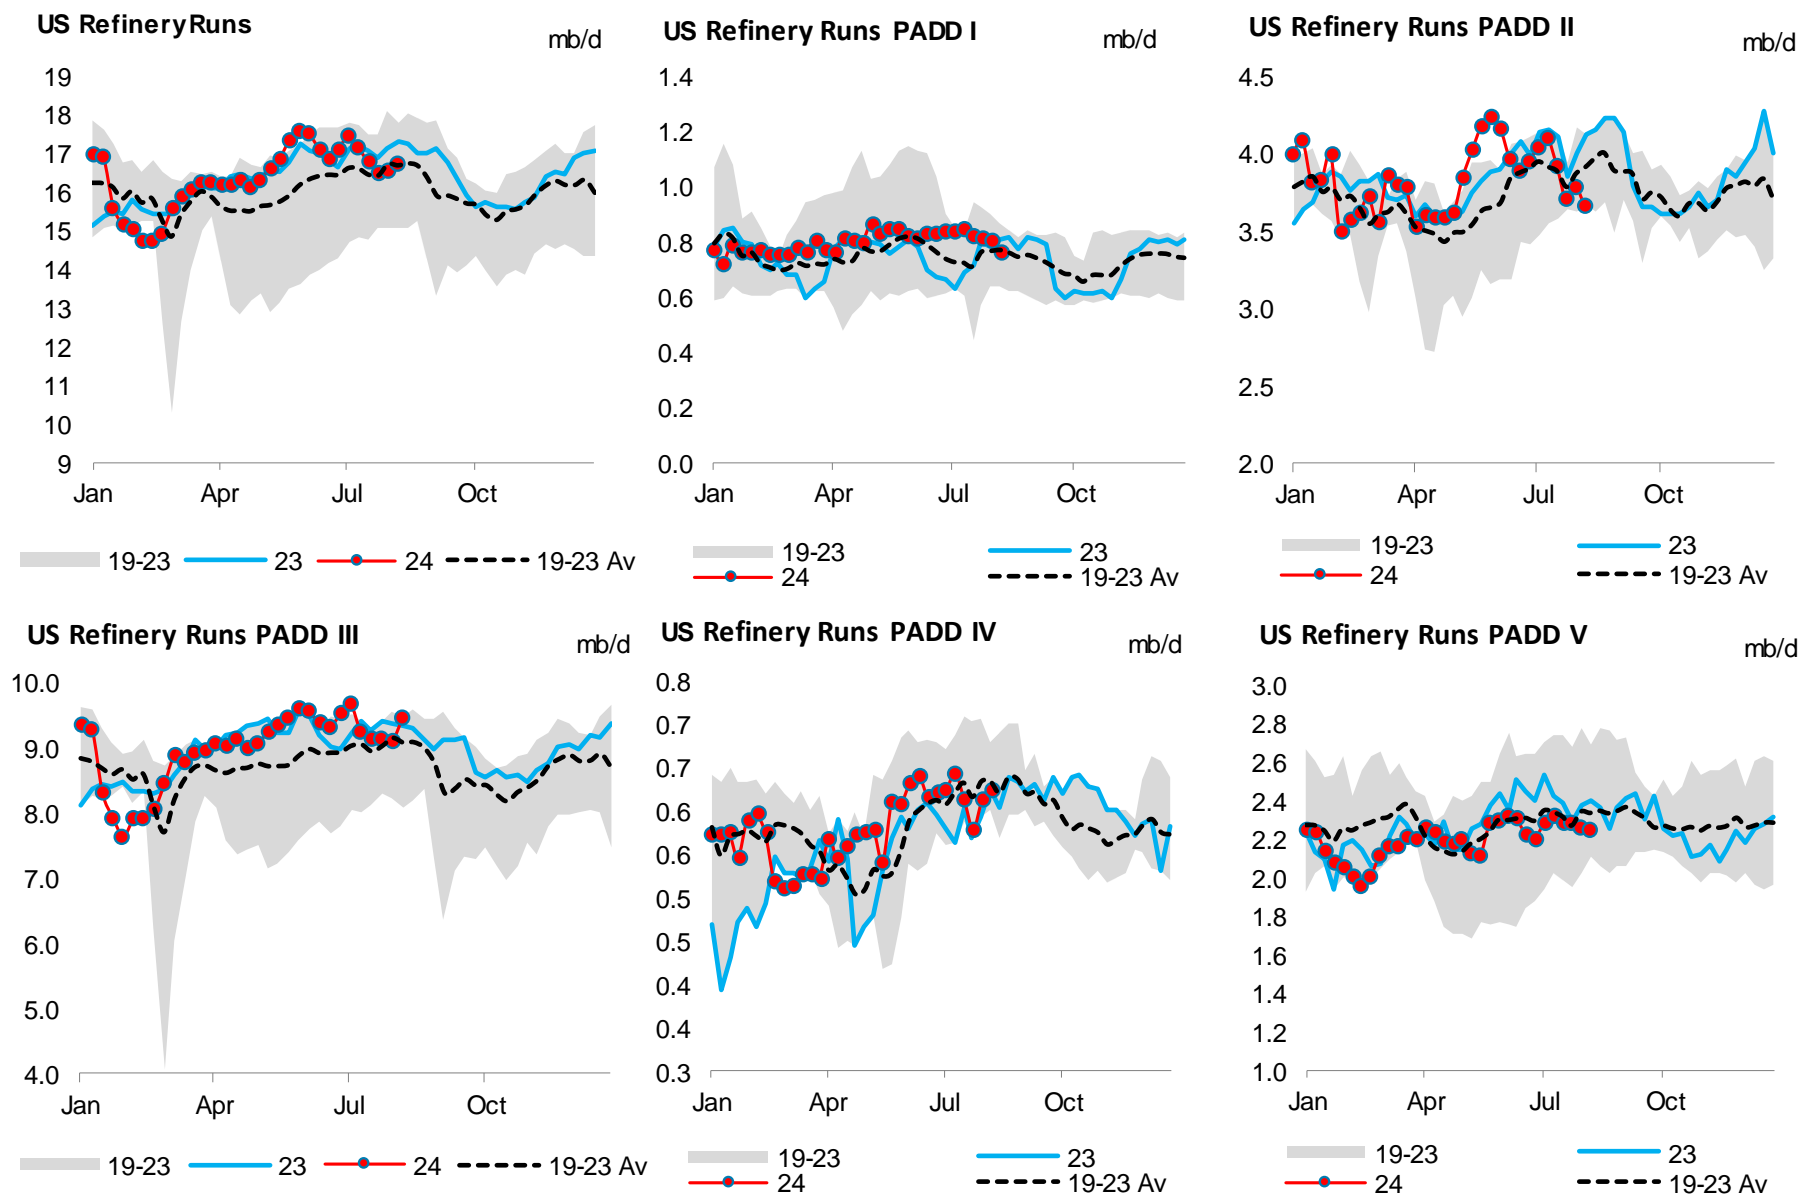 US Refinery Runs
mb/d
19
18
17
16
15
14
13
12
11
10
9
Jan Apr Jul Oct
19-23 23 24 19-23 Av
US Refinery Runs PADD I
mb/d
1.4
1.2
1.0
0.8
0.6
0.4
0.2
0.0
Jan Apr Jul Oct
19-23 23
24 19-23 Av
US Refinery Runs PADD II
mb/d
4.5
4.0
3.5
3.0
2.5
2.0
Jan Apr Jul Oct
19-23 23
24 19-23 Av
US Refinery Runs PADD III
mb/d
10.0
9.0
8.0
7.0
6.0
5.0
4.0
Jan Apr Jul Oct
19-23 23 24 19-23 Av
US Refinery Runs PADD IV
mb/d
0.8
0.7
0.7
0.6
0.6
0.5
0.5
0.4
0.4
0.3
Jan Apr Jul Oct
19-23 23
24 19-23 Av
US Refinery Runs PADD V
mb/d
3.0
2.8
2.6
2.4
2.2
2.0
1.8
1.6
1.4
1.2
1.0
Jan Apr Jul Oct
19-23 23
24 19-23 Av